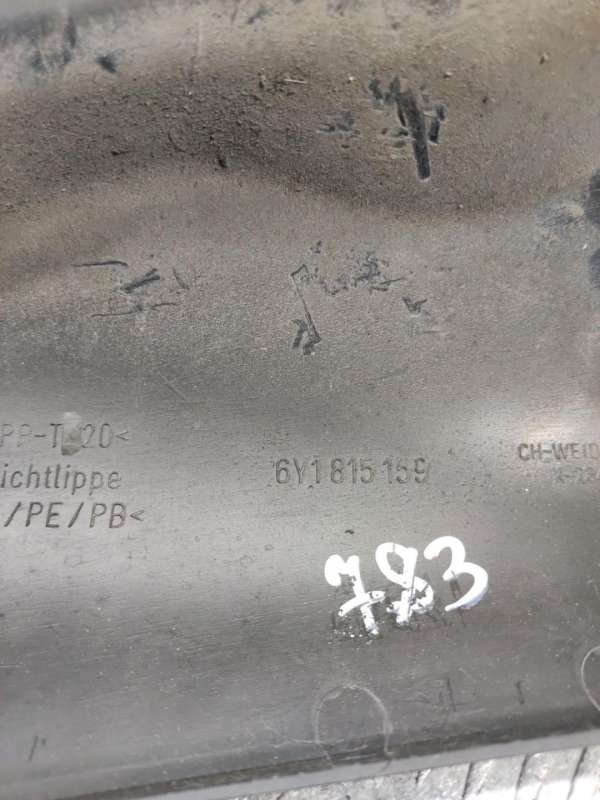 PP-T 20<
ichtlippe
/PE/PB<
6Y1 815 159
CH-WEID
783